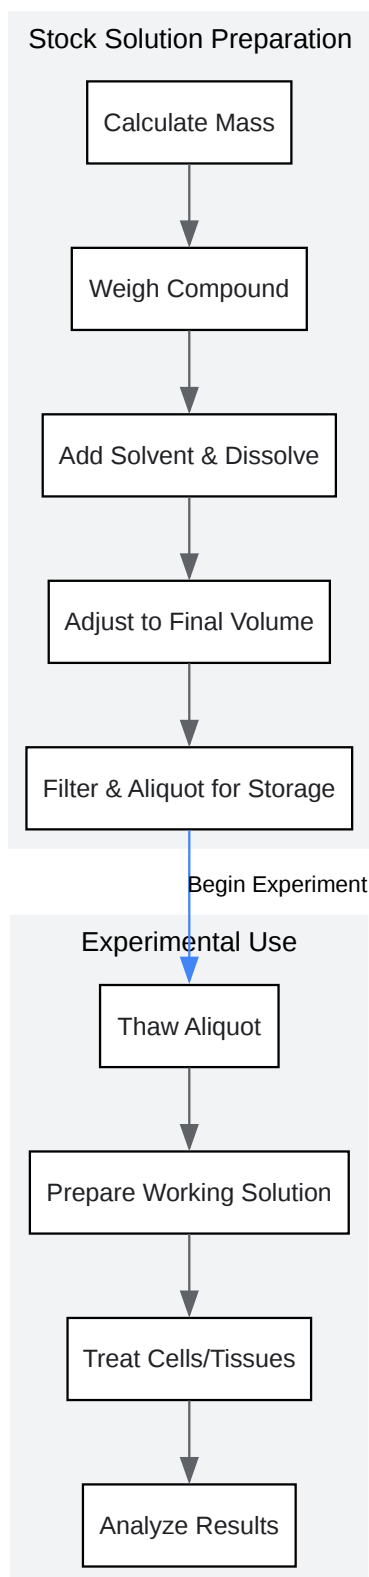 Stock Solution Preparation
Calculate Mass
Weigh Compound
Add Solvent & Dissolve
Adjust to Final Volume
Filter & Aliquot for Storage
Begin Experiment
Experimental Use
Thaw Aliquot
Prepare Working Solution
Treat Cells/Tissues
Analyze Results